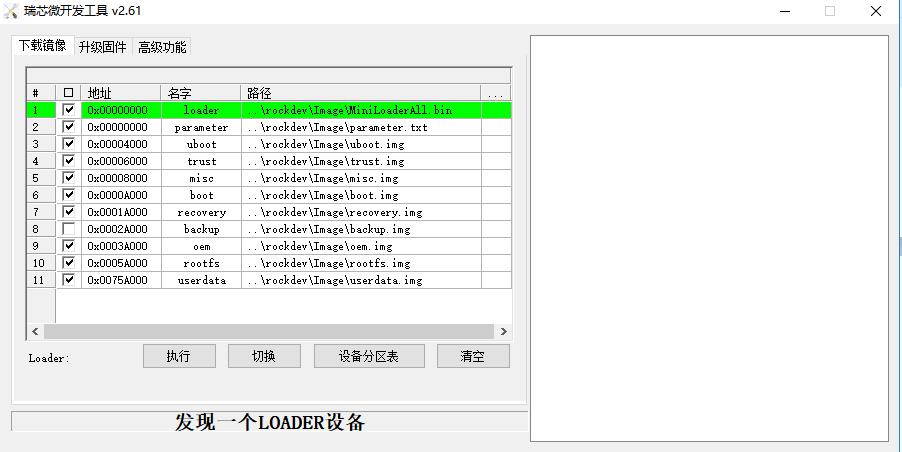 瑞芯微开发工具 v2.61
下载镜像 升级固件 高级功能
# 地址 名字 路径 ...
1 0x00000000 loader ..\rockdev\Image\MiniLoaderAll.bin
2 0x00000000 parameter ..\rockdev\Image\parameter.txt
3 0x00004000 uboot ..\rockdev\Image\uboot.img
4 0x00006000 trust ..\rockdev\Image\trust.img
5 0x00008000 misc ..\rockdev\Image\misc.img
6 0x0000A000 boot ..\rockdev\Image\boot.img
7 0x0001A000 recovery ..\rockdev\Image\recovery.img
8 0x0002A000 backup ..\rockdev\Image\backup.img
9 0x0003A000 oem ..\rockdev\Image\oem.img
10 0x0005A000 rootfs ..\rockdev\Image\rootfs.img
11 0x0075A000 userdata ..\rockdev\Image\userdata.img
Loader: 执行 切换 设备分区表 清空
发现一个LOADER设备